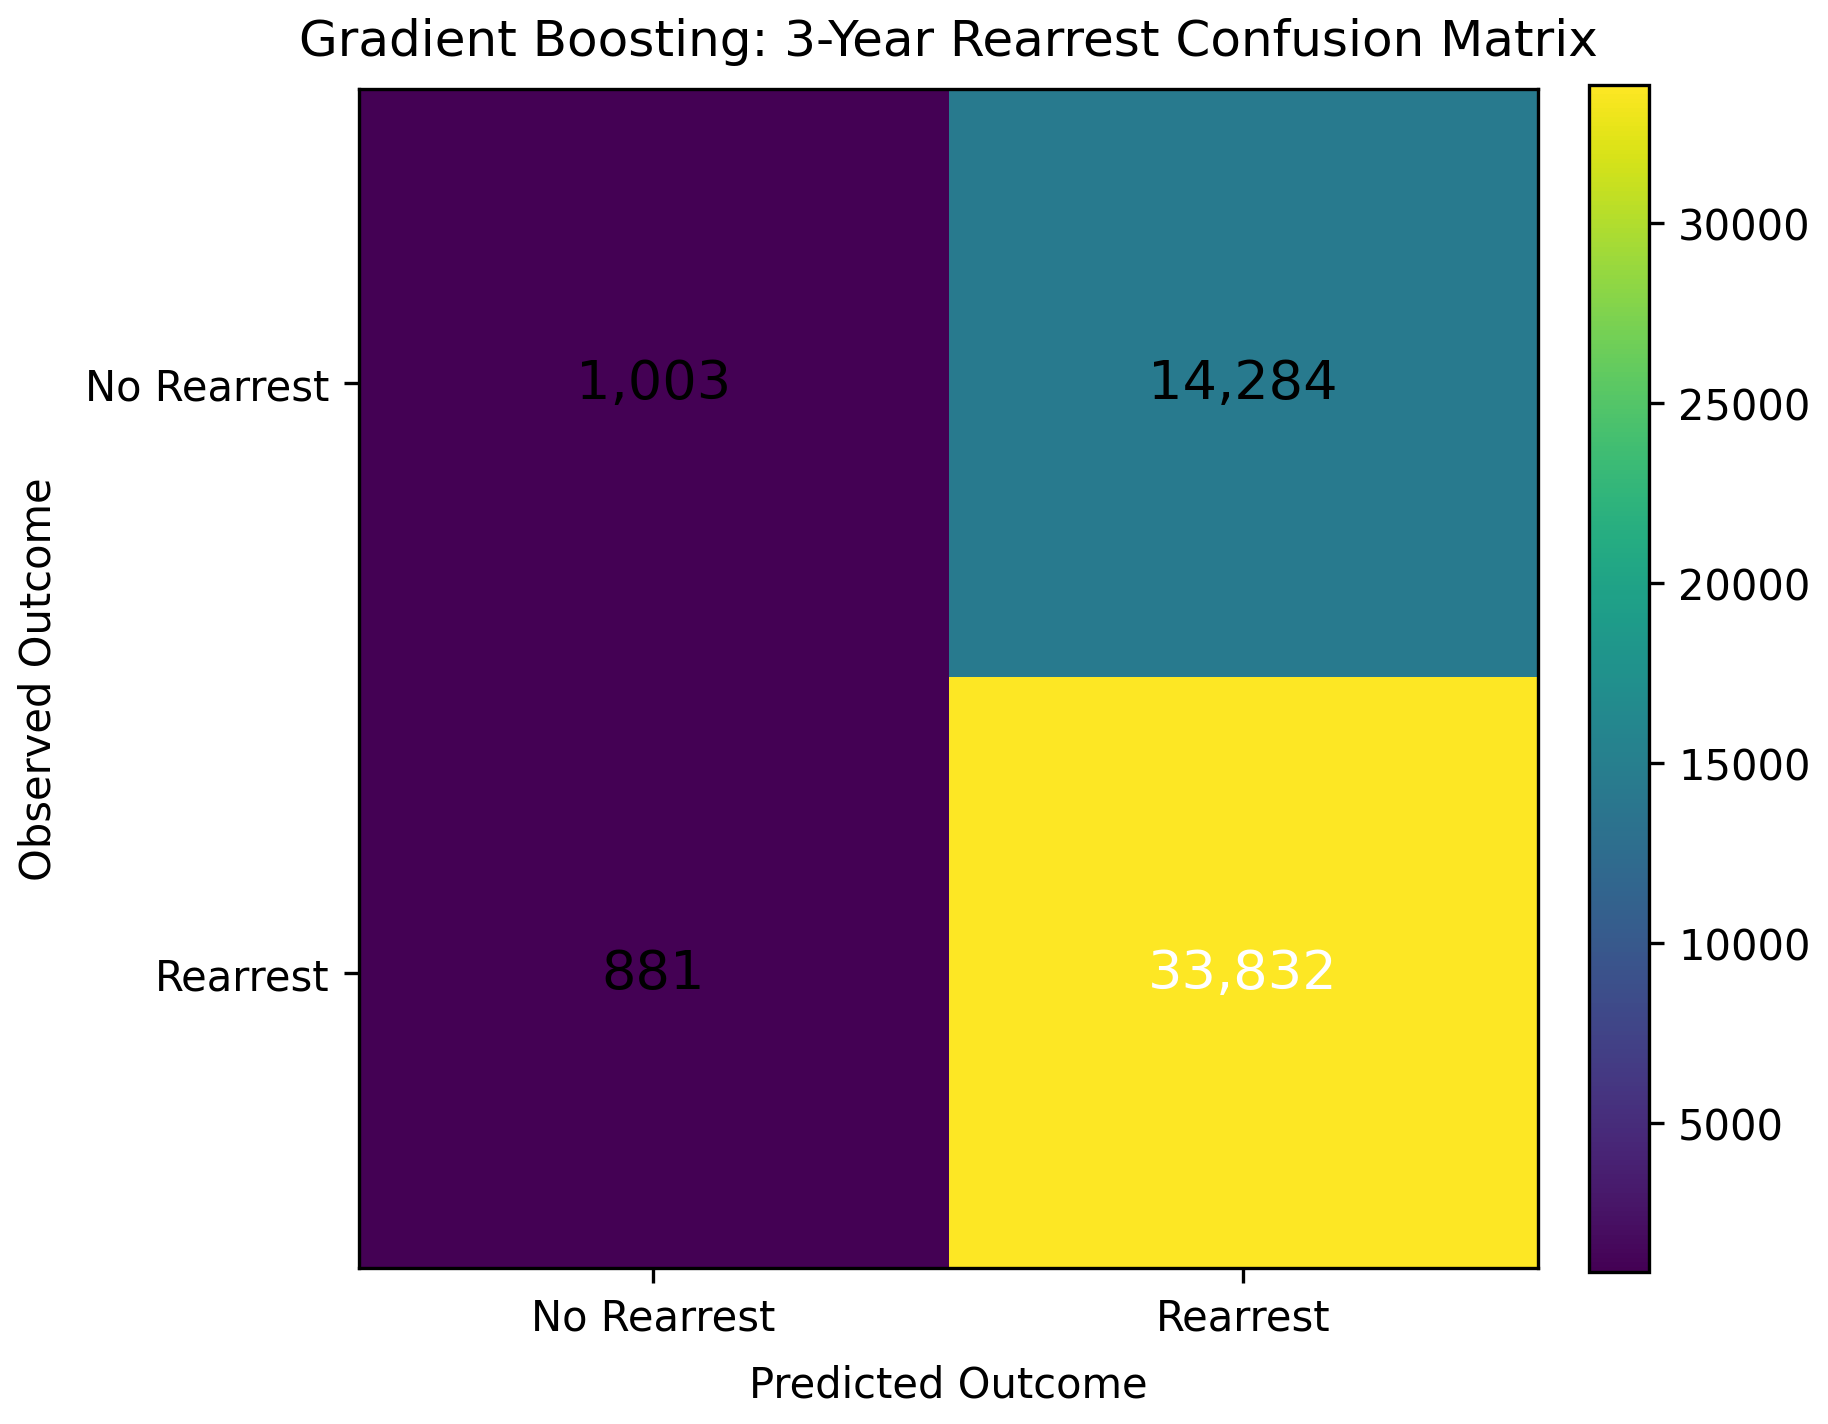 Gradient Boosting: 3-Year Rearrest Confusion Matrix
Observed Outcome
No Rearrest
Rearrest
1,003
14,284
881
33,832
No Rearrest
Rearrest
Predicted Outcome
30000
25000
20000
15000
10000
5000